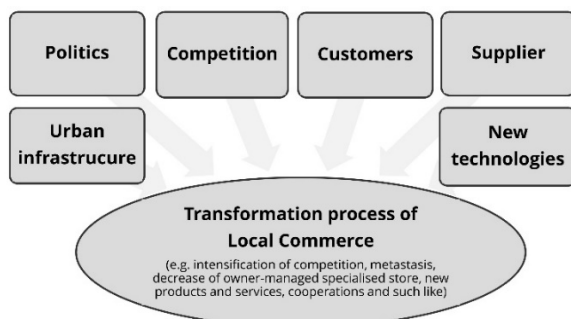 Politics
Competition
Customers
Supplier
Urban
infrastrucure
New
technologies
Transformation process of
Local Commerce
(e.g. intensification of competition, metastasis,
decrease of owner-managed specialised store, new
products and services, cooperations and such like)